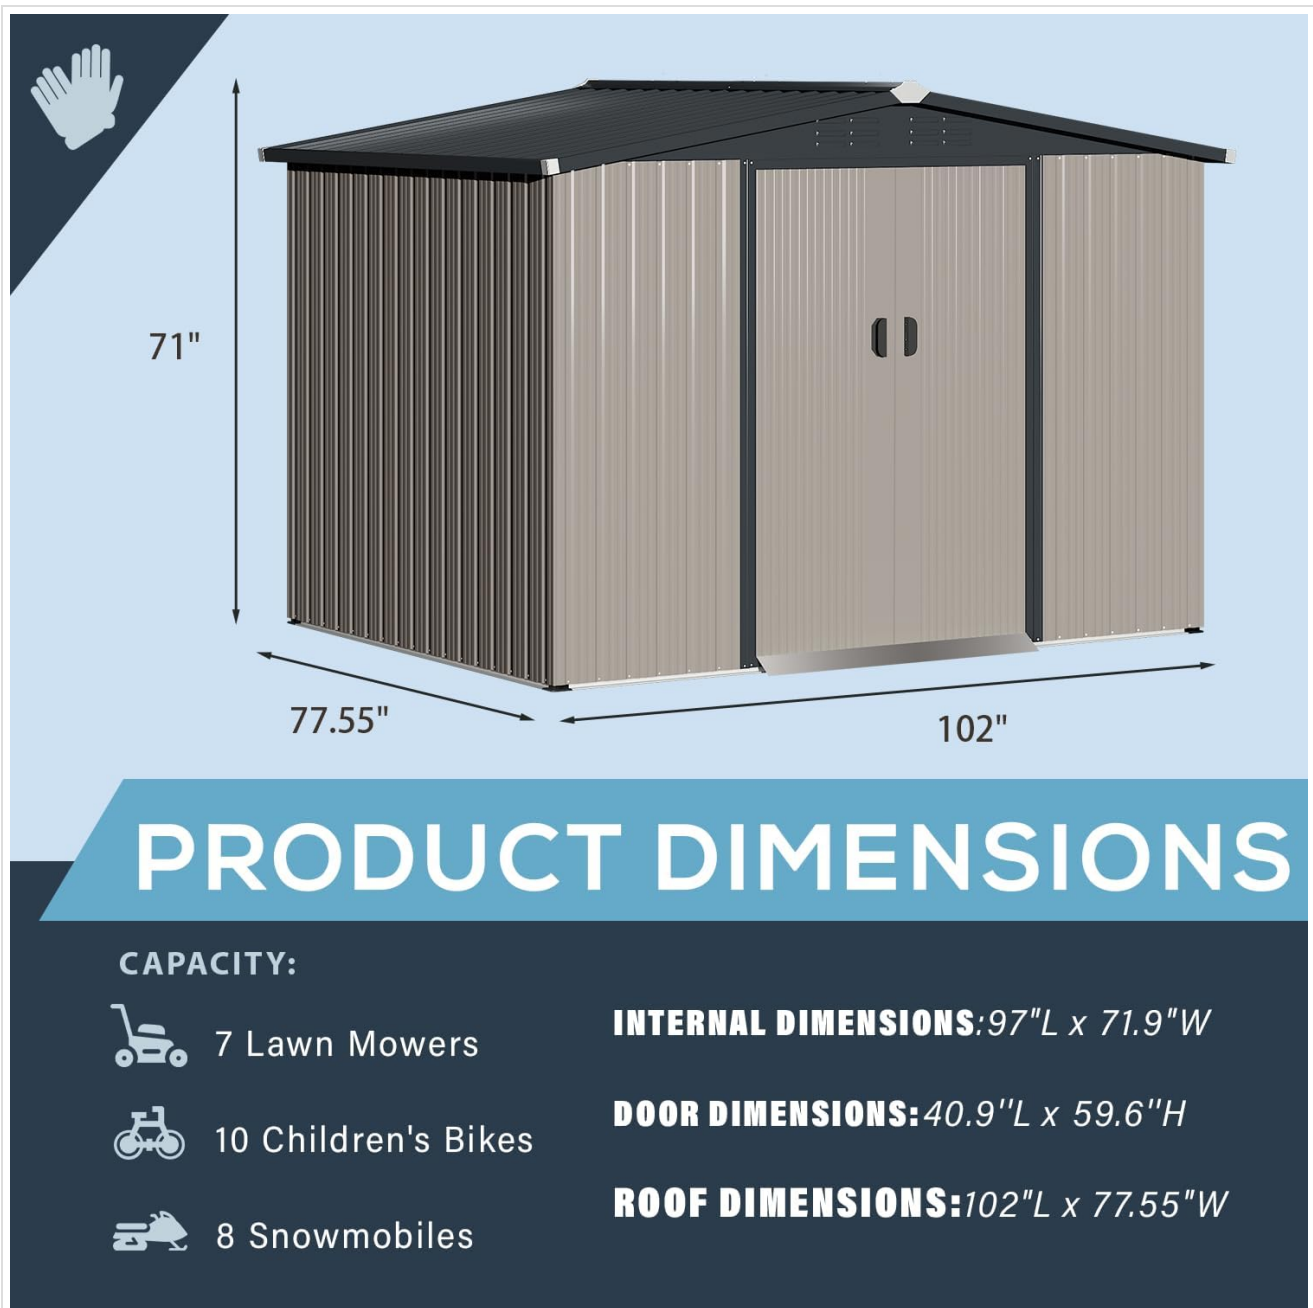 71"
77.55"
102"
PRODUCT DIMENSIONS
CAPACITY:
7 Lawn Mowers
10 Children's Bikes
8 Snowmobiles
INTERNAL DIMENSIONS:97"L x 71.9"W
DOOR DIMENSIONS:40.9''L x 59.6''H
ROOF DIMENSIONS:102"L x 77.55"W